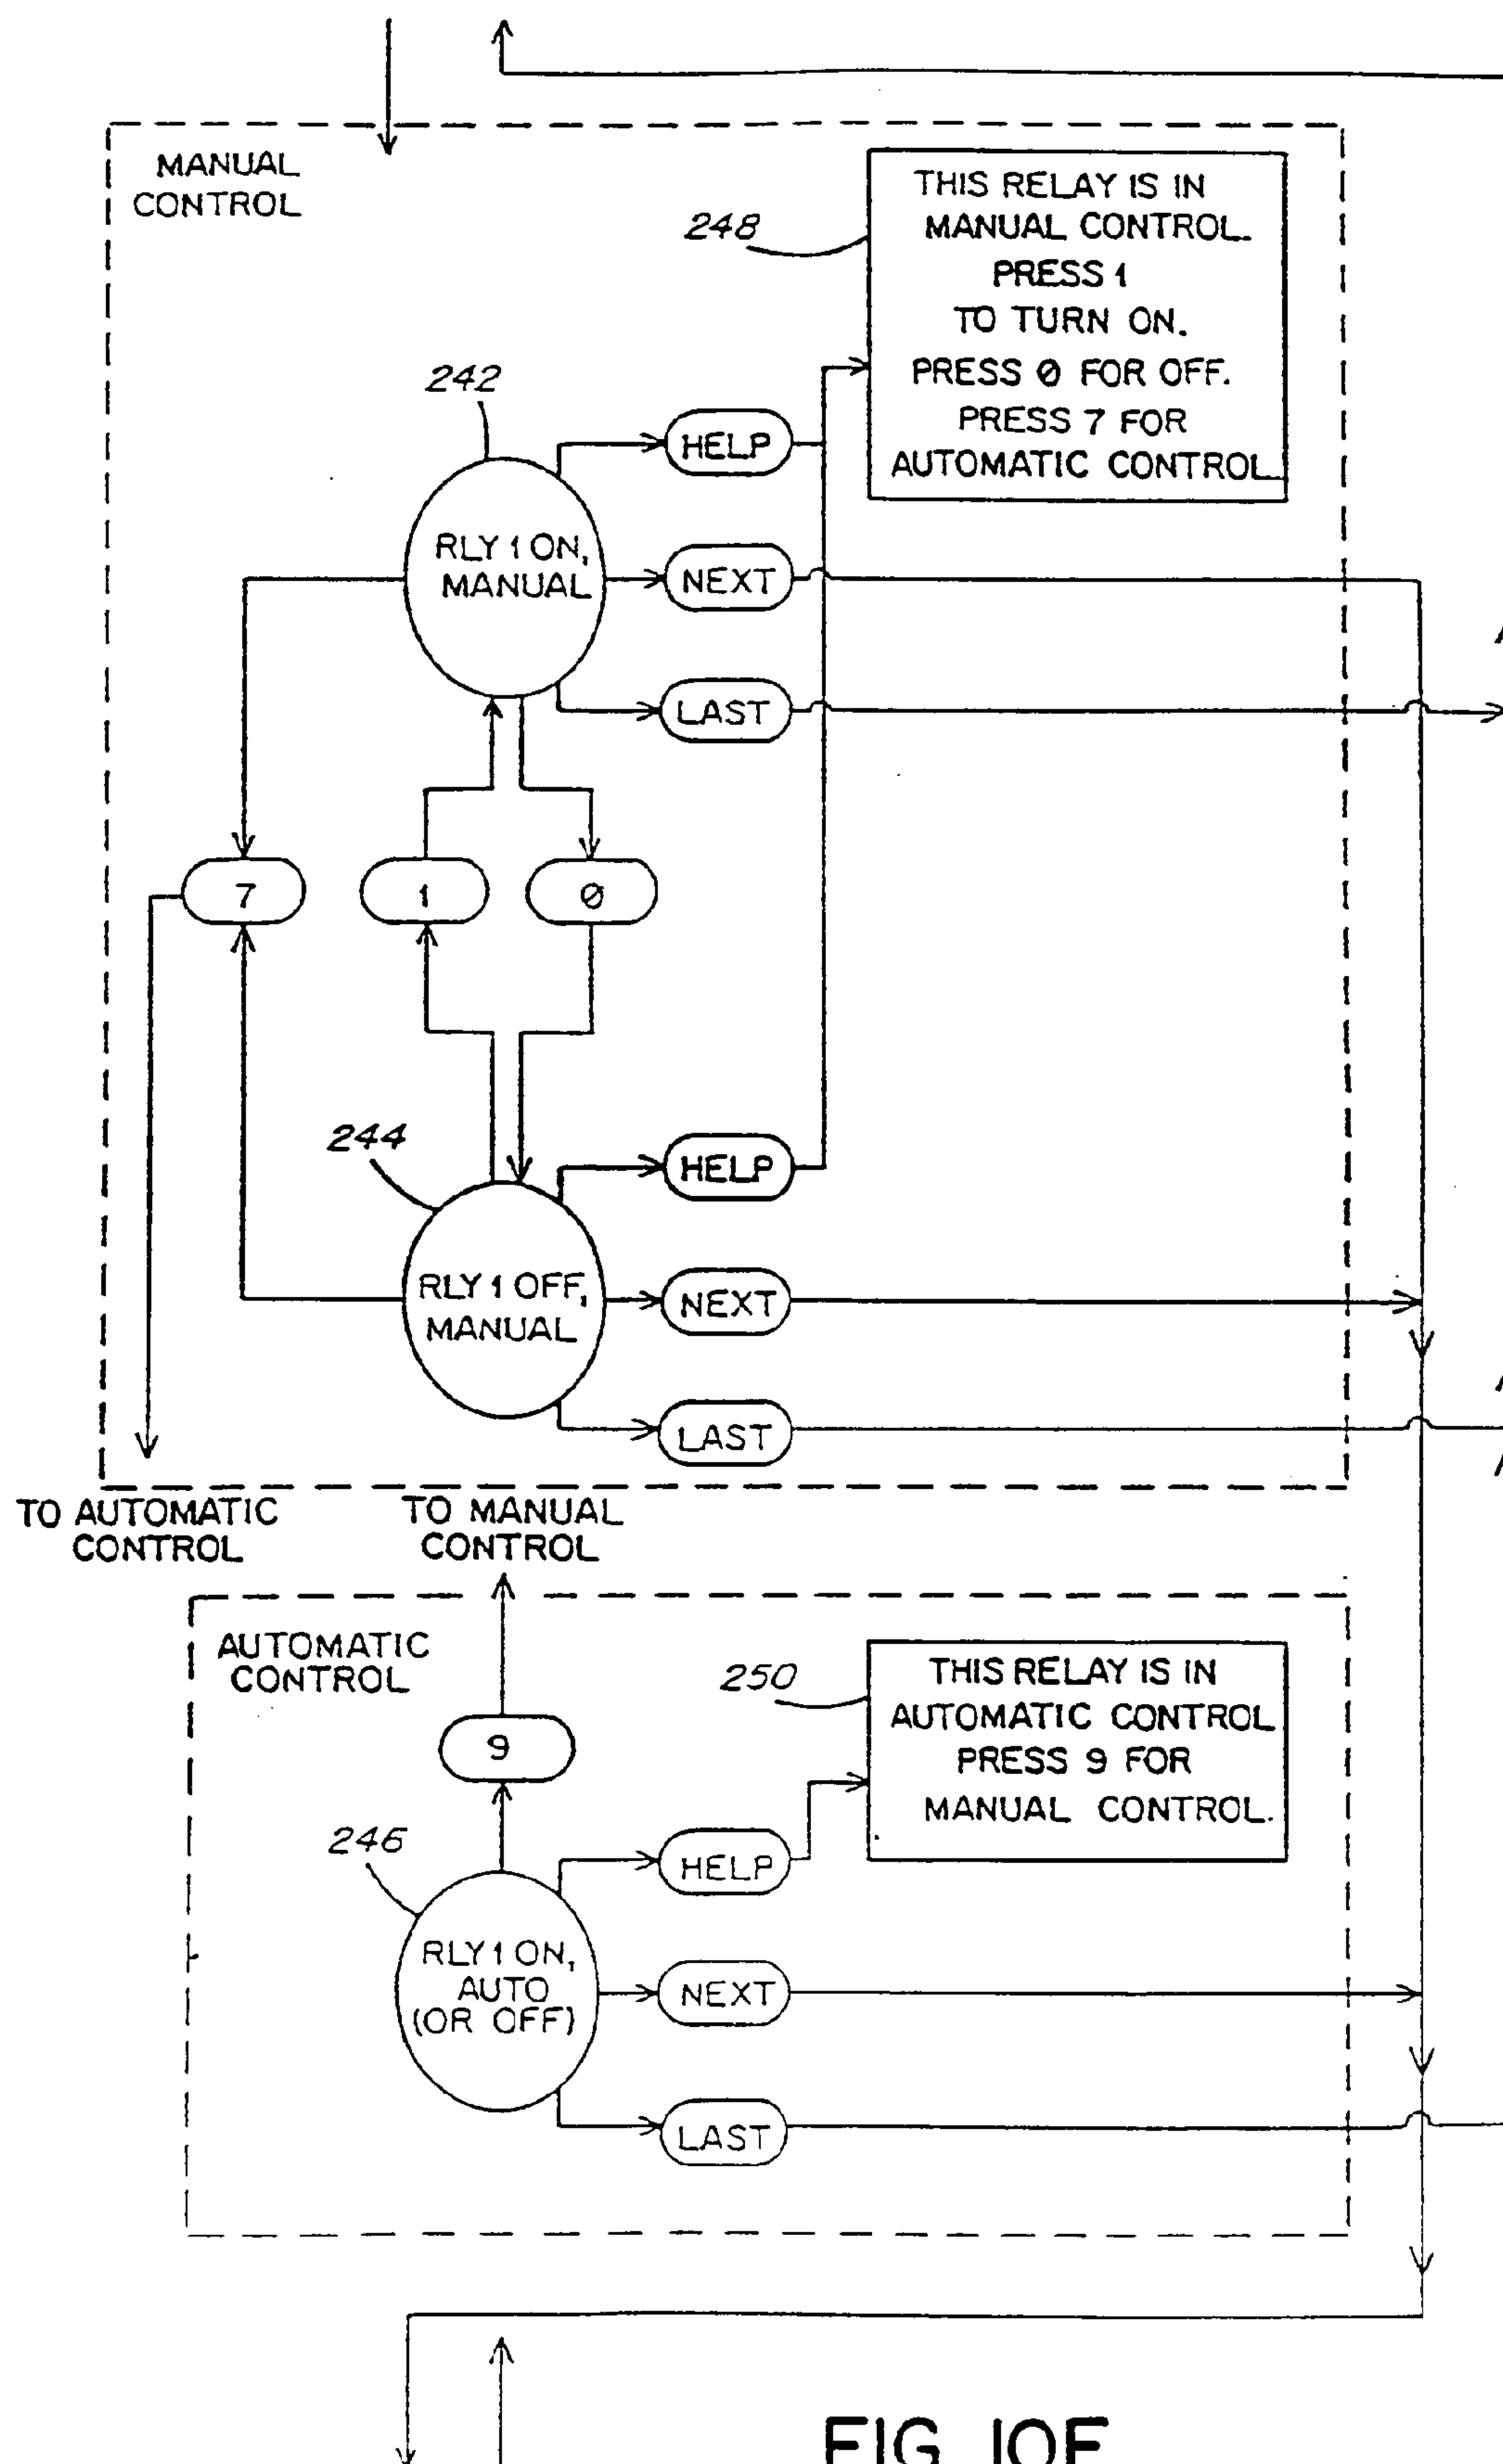 MANUAL
CONTROL
248
THIS RELAY IS IN
MANUAL CONTROL.
PRESS 1
TO TURN ON.
PRESS 0 FOR OFF.
PRESS 7 FOR
AUTOMATIC CONTROL
242
HELP
RLY 1 ON,
MANUAL
NEXT
LAST
7
1
0
244
HELP
RLY 1 OFF,
MANUAL
NEXT
LAST
TO AUTOMATIC
CONTROL
TO MANUAL
CONTROL
AUTOMATIC
CONTROL
250
THIS RELAY IS IN
AUTOMATIC CONTROL
PRESS 9 FOR
MANUAL CONTROL.
9
246
HELP
RLY 1 ON,
AUTO
(OR OFF)
NEXT
LAST